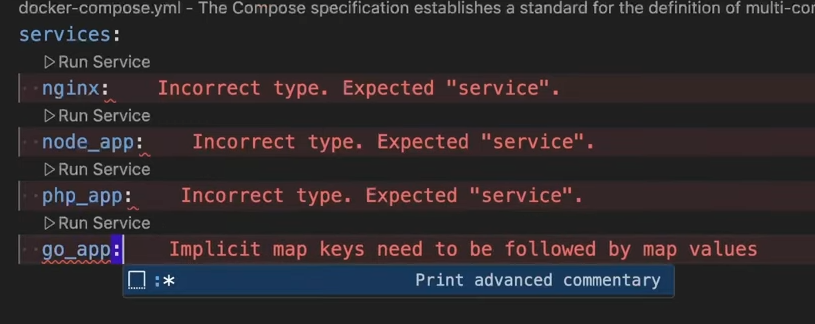 docker-compose.yml - The Compose specification establishes a standard for the definition of multi-con
services:
Run Service
nginx: Incorrect type. Expected "service".
Run Service
node_app: Incorrect type. Expected "service".
Run Service
php_app: Incorrect type. Expected "service".
Run Service
go_app: Implicit map keys need to be followed by map values
:* Print advanced commentary